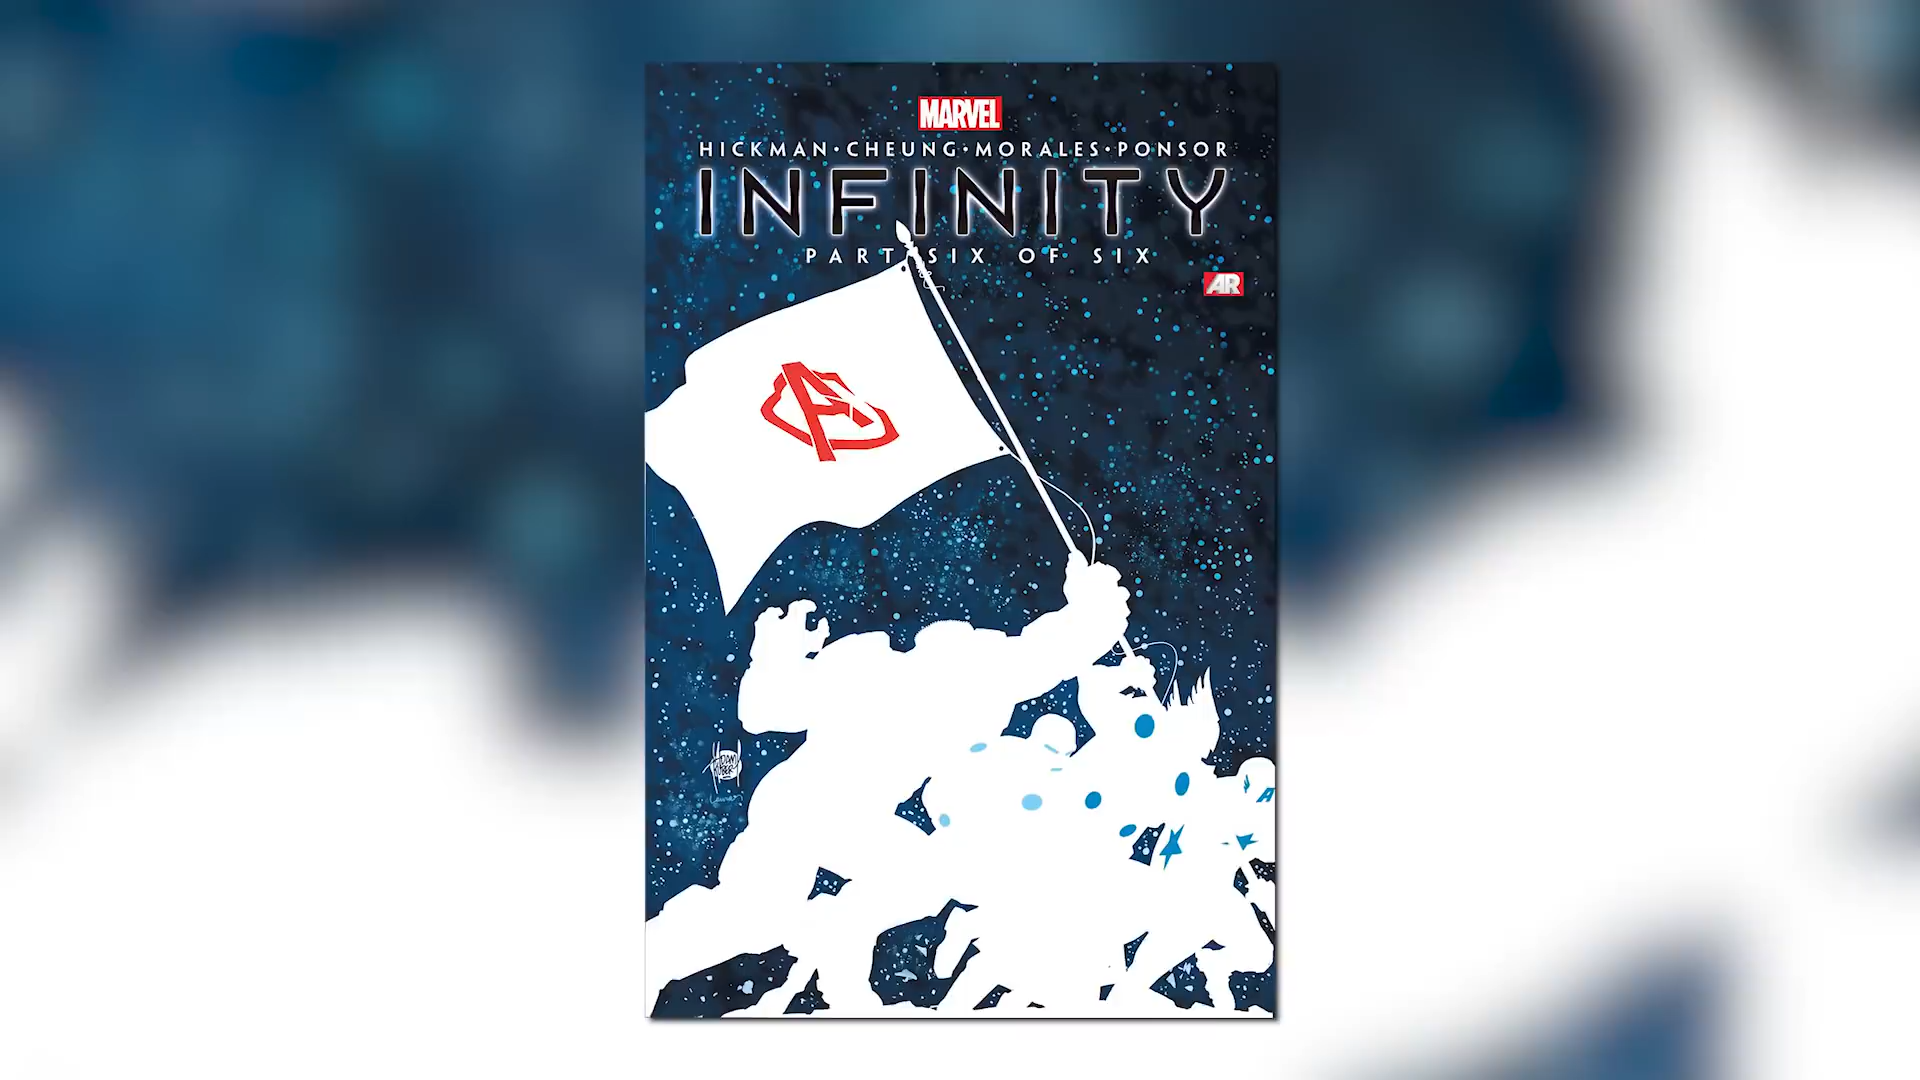 MARVEL
HICKMAN•CHEUNG•MORALES•PONSOR
INFINITY
PART SIX OF SIX
AR